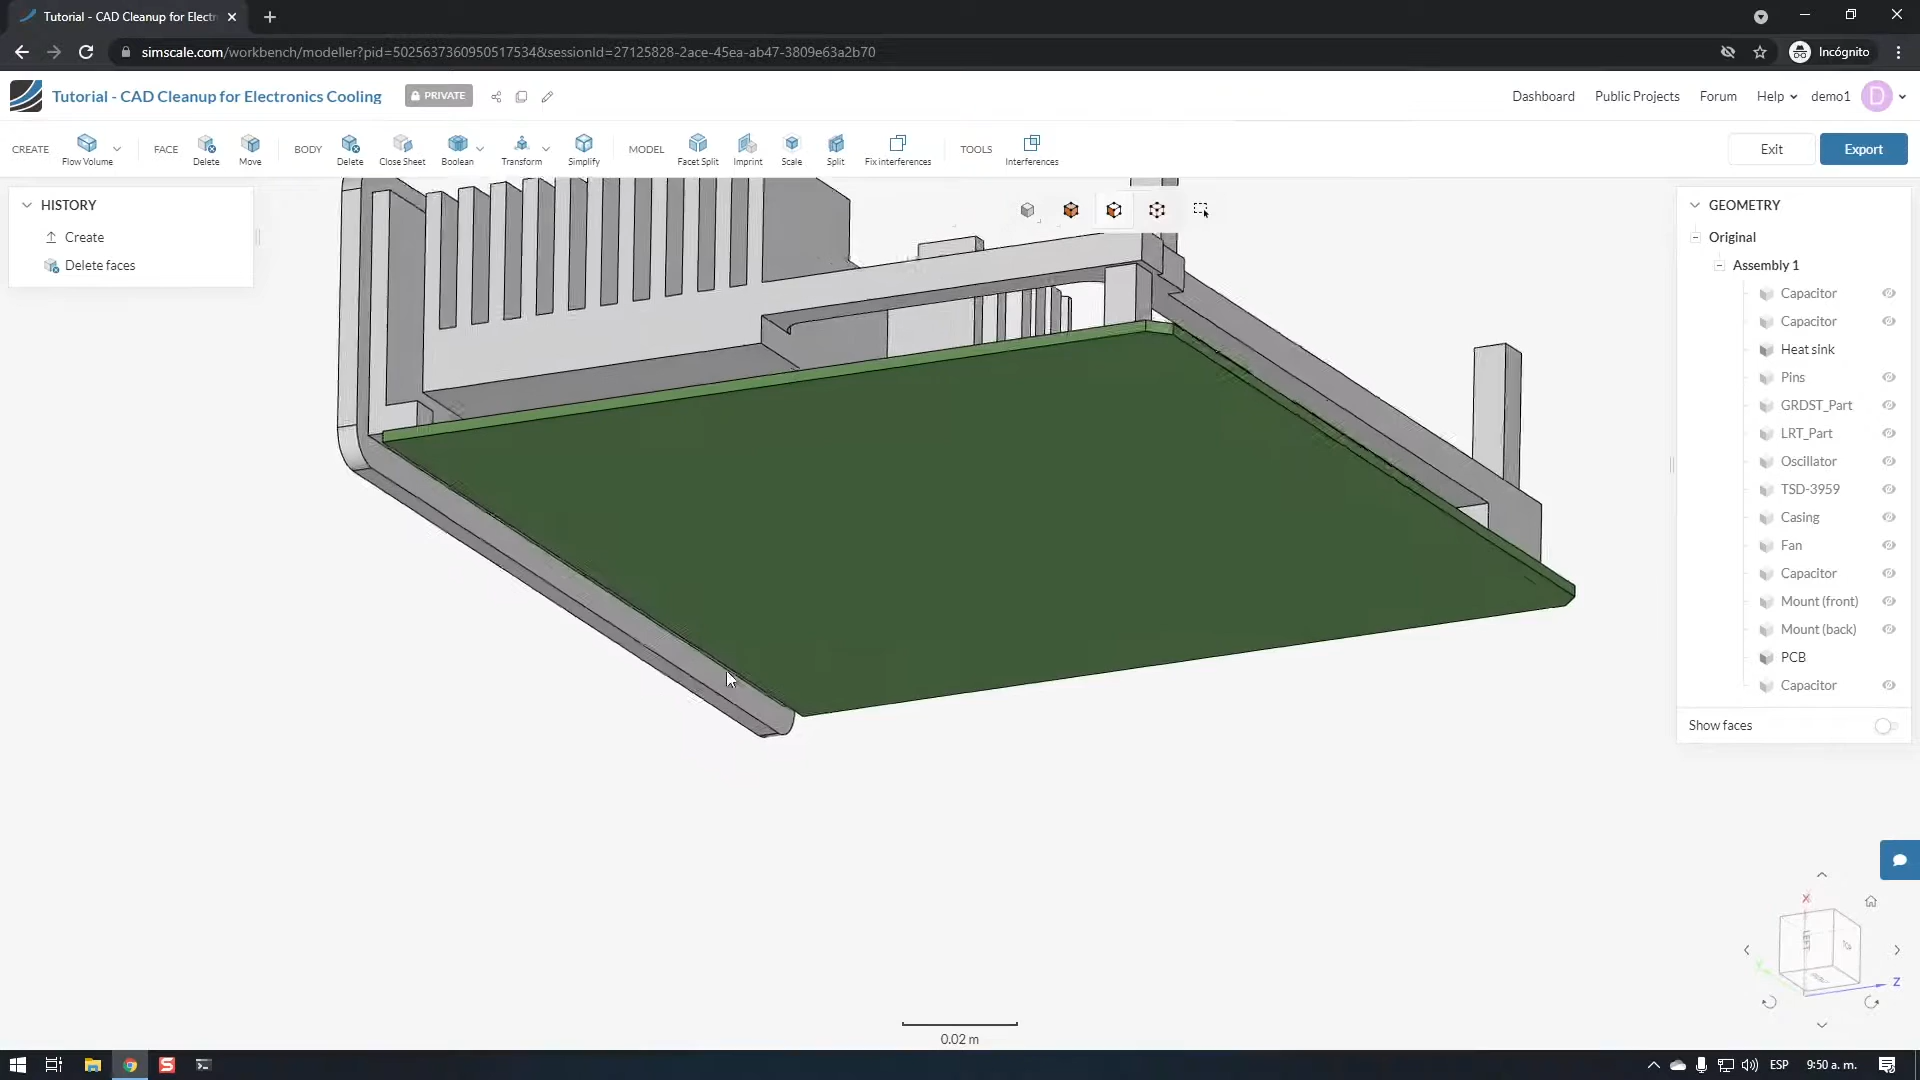 Tutorial - CAD Cleanup for Electr
simscale.com/workbench/modeller?pid=5025637360950517534&sessionId=27125828-2ace-45ea-ab47-3809e63a2b70
Incógnito
Tutorial - CAD Cleanup for Electronics Cooling
PRIVATE
Dashboard
Public Projects
Forum
Help
demo1
D
CREATE
Flow Volume
FACE
Delete
Move
BODY
Delete
Close Sheet
Boolean
Transform
Simplify
MODEL
Facet Split
Imprint
Scale
Split
Fix interferences
TOOLS
Interferences
Exit
Export
HISTORY
Create
Delete faces
GEOMETRY
Original
Assembly 1
Capacitor
Capacitor
Heat sink
Pins
GRDST_Part
LRT_Part
Oscillator
TSD-3959
Casing
Fan
Capacitor
Mount (front)
Mount (back)
PCB
Capacitor
Show faces
X
LEFT
Y
Z
0.02 m
S
ESP
9:50 a. m.